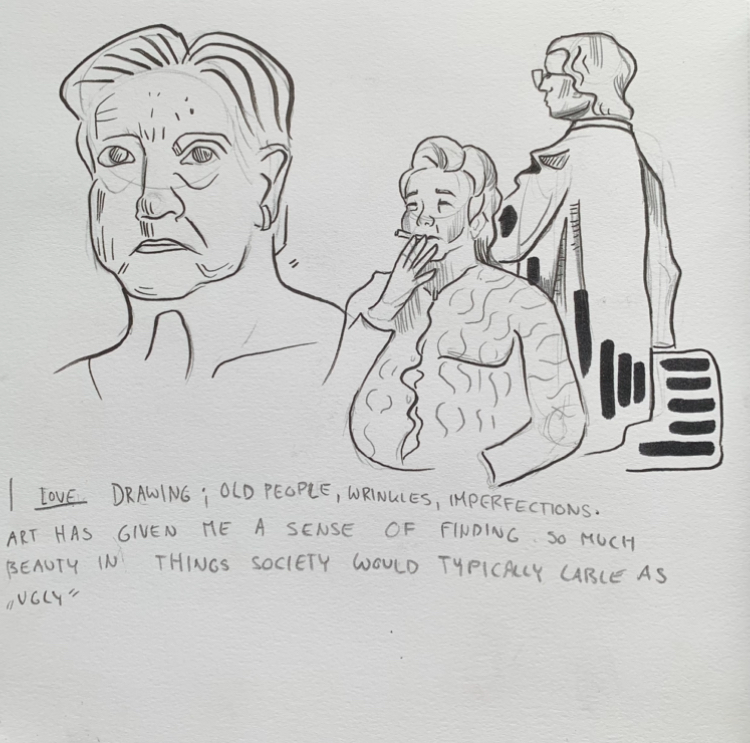 I LOVE DRAWING ; OLD PEOPLE, WRINKLES, IMPERFECTIONS.
ART HAS GIVEN ME A SENSE OF FINDING SO MUCH
BEAUTY IN THINGS SOCIETY WOULD TYPICALLY LABLE AS
„UGLY"